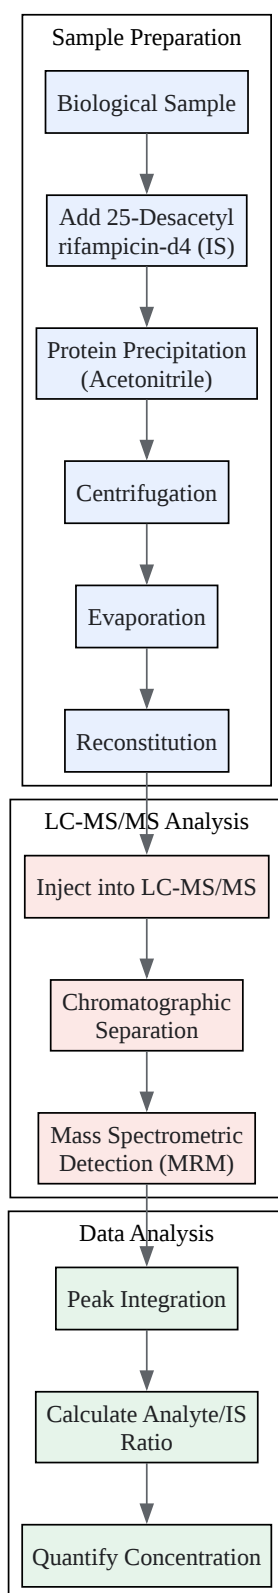 Sample Preparation
Biological Sample
Add 25-Desacetyl
rifampicin-d4 (IS)
Protein Precipitation
(Acetonitrile)
Centrifugation
Evaporation
Reconstitution
LC-MS/MS Analysis
Inject into LC-MS/MS
Chromatographic
Separation
Mass Spectrometric
Detection (MRM)
Data Analysis
Peak Integration
Calculate Analyte/IS
Ratio
Quantify Concentration